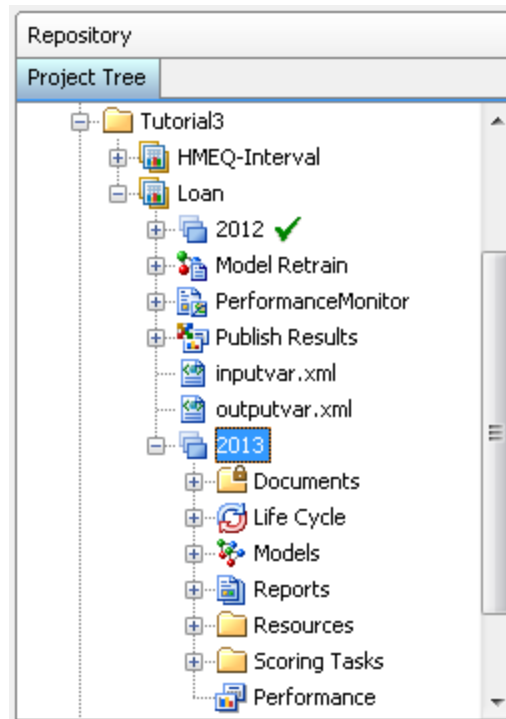 Repository
Project Tree
Tutorial3
HMEQ-Interval
Loan
2012
Model Retrain
PerformanceMonitor
Publish Results
inputvar.xml
outputvar.xml
2013
Documents
Life Cycle
Models
Reports
Resources
Scoring Tasks
Performance